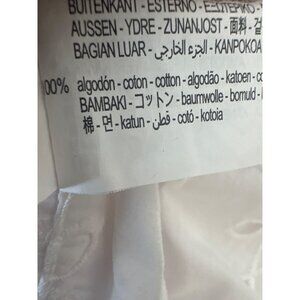 BUITENKANT - ESTERNO - ΕΞΩΤΕΡΙΚΟ -
AUSSEN - YDRE - ZUNANJOST - 面料 -
BAGIAN LUAR - الجزء الخارجي - KANPOKOA
100% algodón - coton - cotton - algodão - katoen -
BAMBAKI - コットン - baumwolle - bomuld -
棉 - 면 - katun - قطن - cotó - kotoia